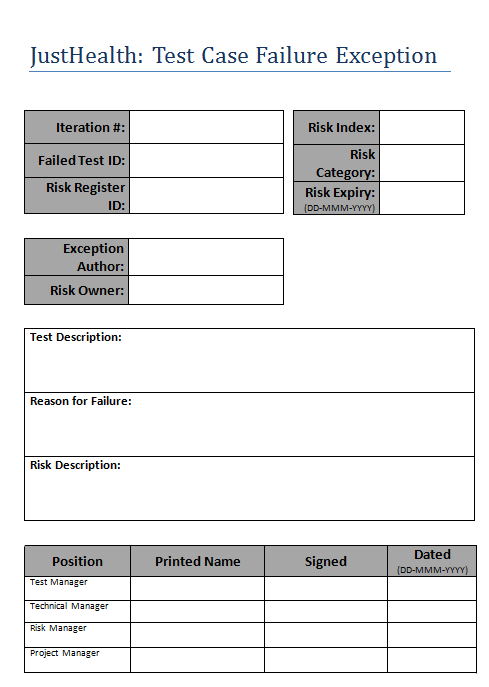 JustHealth: Test Case Failure Exception
Iteration #:
Failed Test ID:
Risk Register
ID:
Risk Index:
Risk
Category:
Risk Expiry:
(DD-MMM-YYYY)
Exception
Author:
Risk Owner:
Test Description:
Reason for Failure:
Risk Description:
Position Printed Name Signed Dated
(DD-MMM-YYYY)
Test Manager
Technical Manager
Risk Manager
Project Manager